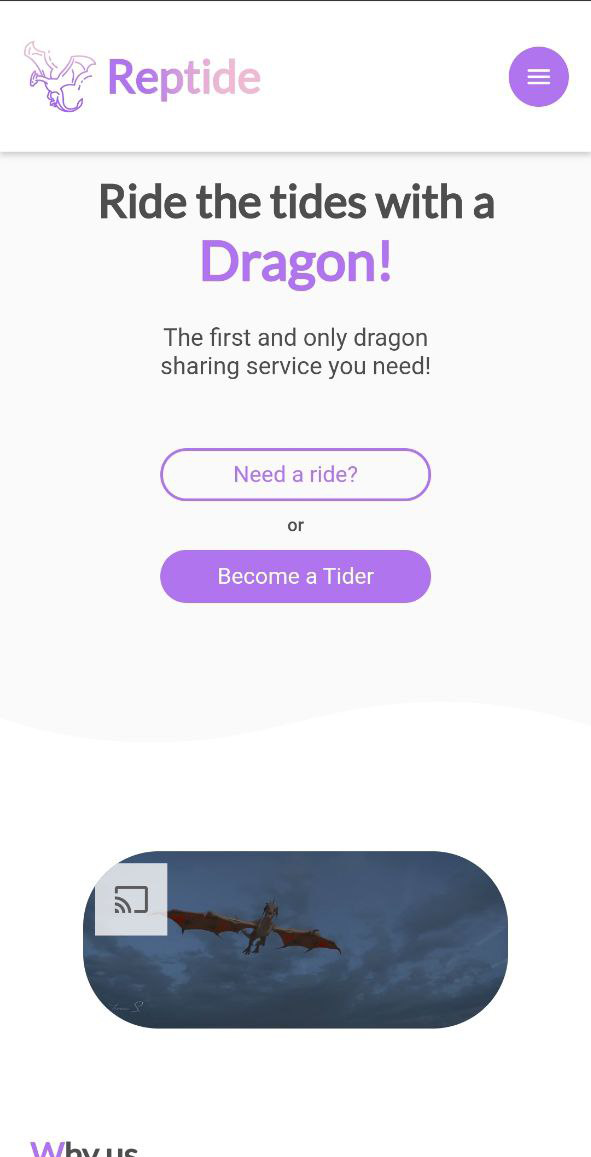 Reptide
Ride the tides with a
Dragon!
The first and only dragon
sharing service you need!
Need a ride?
or
Become a Tider
Why us